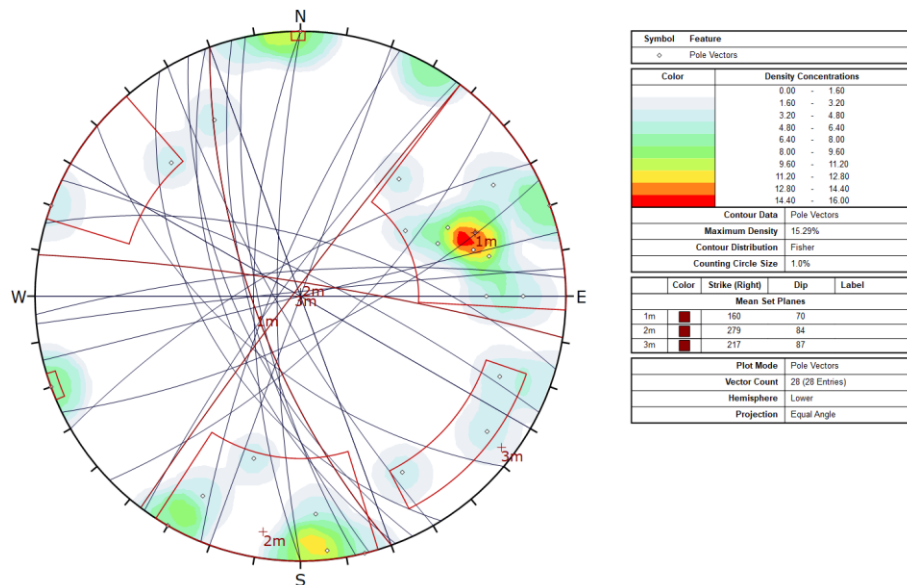 N
W
E
S
1m
2m
3m
1m
2m
3m
Symbol Feature
◇ Pole Vectors
Color Density Concentrations
0.00 - 1.60
1.60 - 3.20
3.20 - 4.80
4.80 - 6.40
6.40 - 8.00
8.00 - 9.60
9.60 - 11.20
11.20 - 12.80
12.80 - 14.40
14.40 - 16.00
Contour Data Pole Vectors
Maximum Density 15.29%
Contour Distribution Fisher
Counting Circle Size 1.0%
Color Strike (Right) Dip Label
Mean Set Planes
1m 160 70
2m 279 84
3m 217 87
Plot Mode Pole Vectors
Vector Count 28 (28 Entries)
Hemisphere Lower
Projection Equal Angle